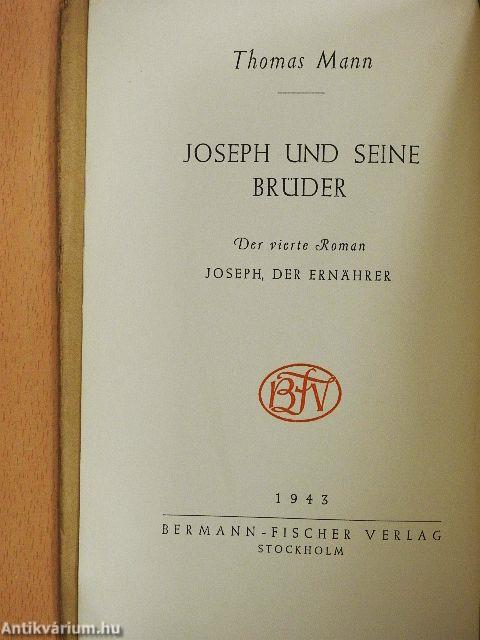 Thomas Mann
JOSEPH UND SEINE
BRÜDER
Der vierte Roman
JOSEPH, DER ERNÄHRER
BFV
1943
BERMANN-FISCHER VERLAG
STOCKHOLM
Antikvárium.hu